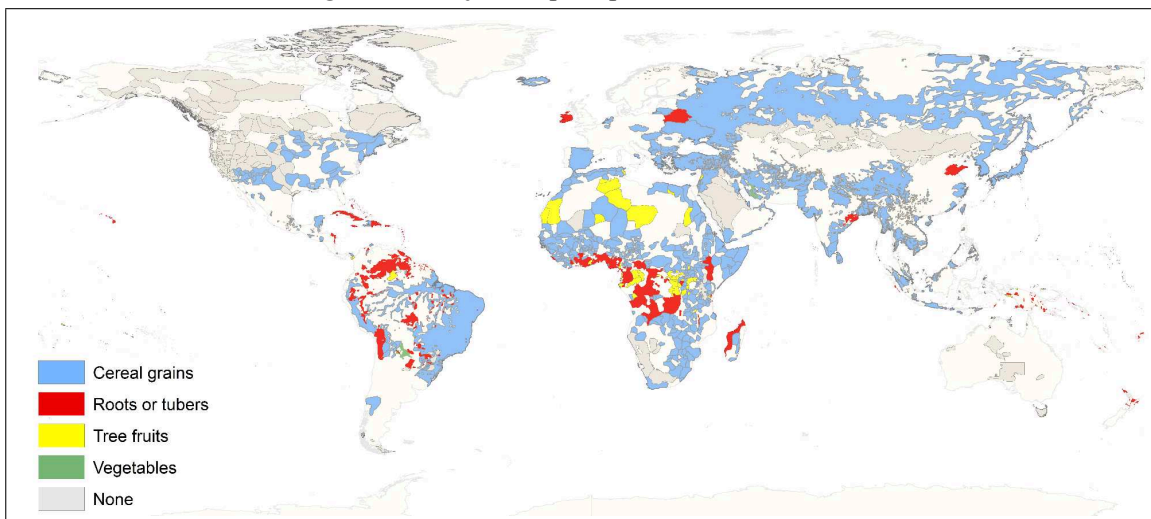 Cereal grains
Roots or tubers
Tree fruits
Vegetables
None